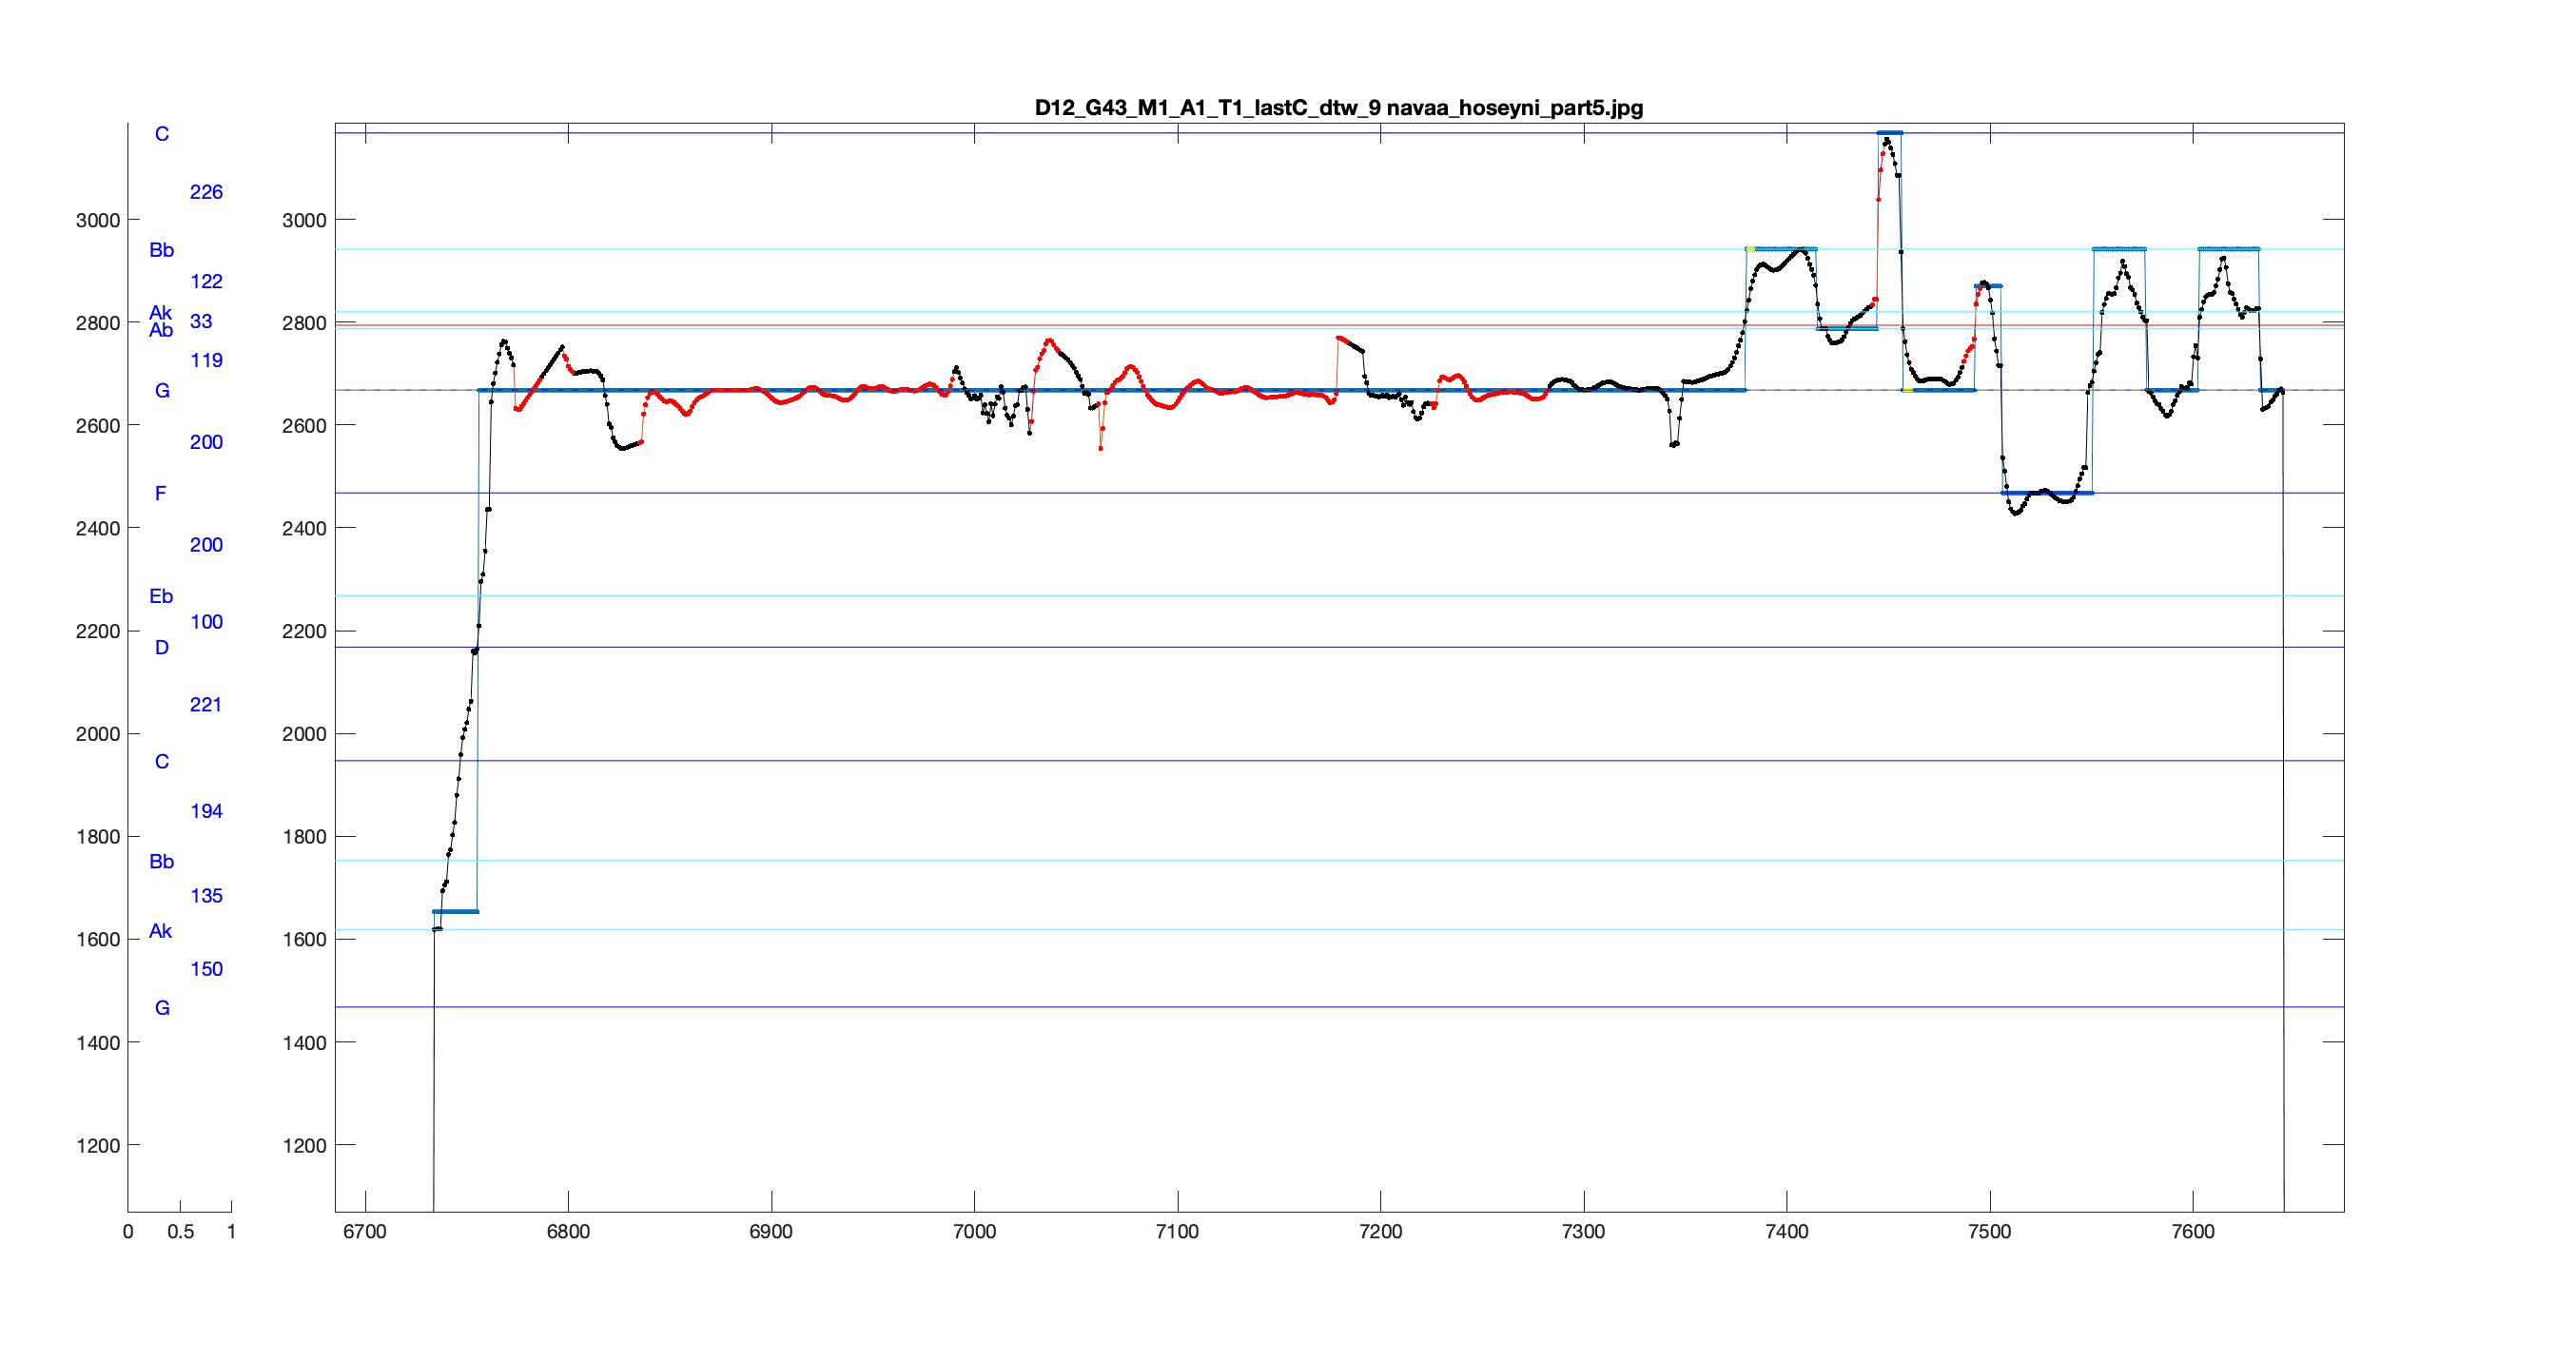 D12_G43_M1_A1_T1_lastC_dtw_9 navaa_hoseyni_part5.jpg
C
226
3000 3000
Bb
122
Ak
2800 33 2800
Ab
119
G
2600 2600
200
F
2400 2400
200
Eb
100
2200 2200
D
221
2000 2000
C
194
1800 1800
Bb
135
Ak
1600 1600
150
G
1400 1400
1200 1200
0 0.5 1 6700 6800 6900 7000 7100 7200 7300 7400 7500 7600